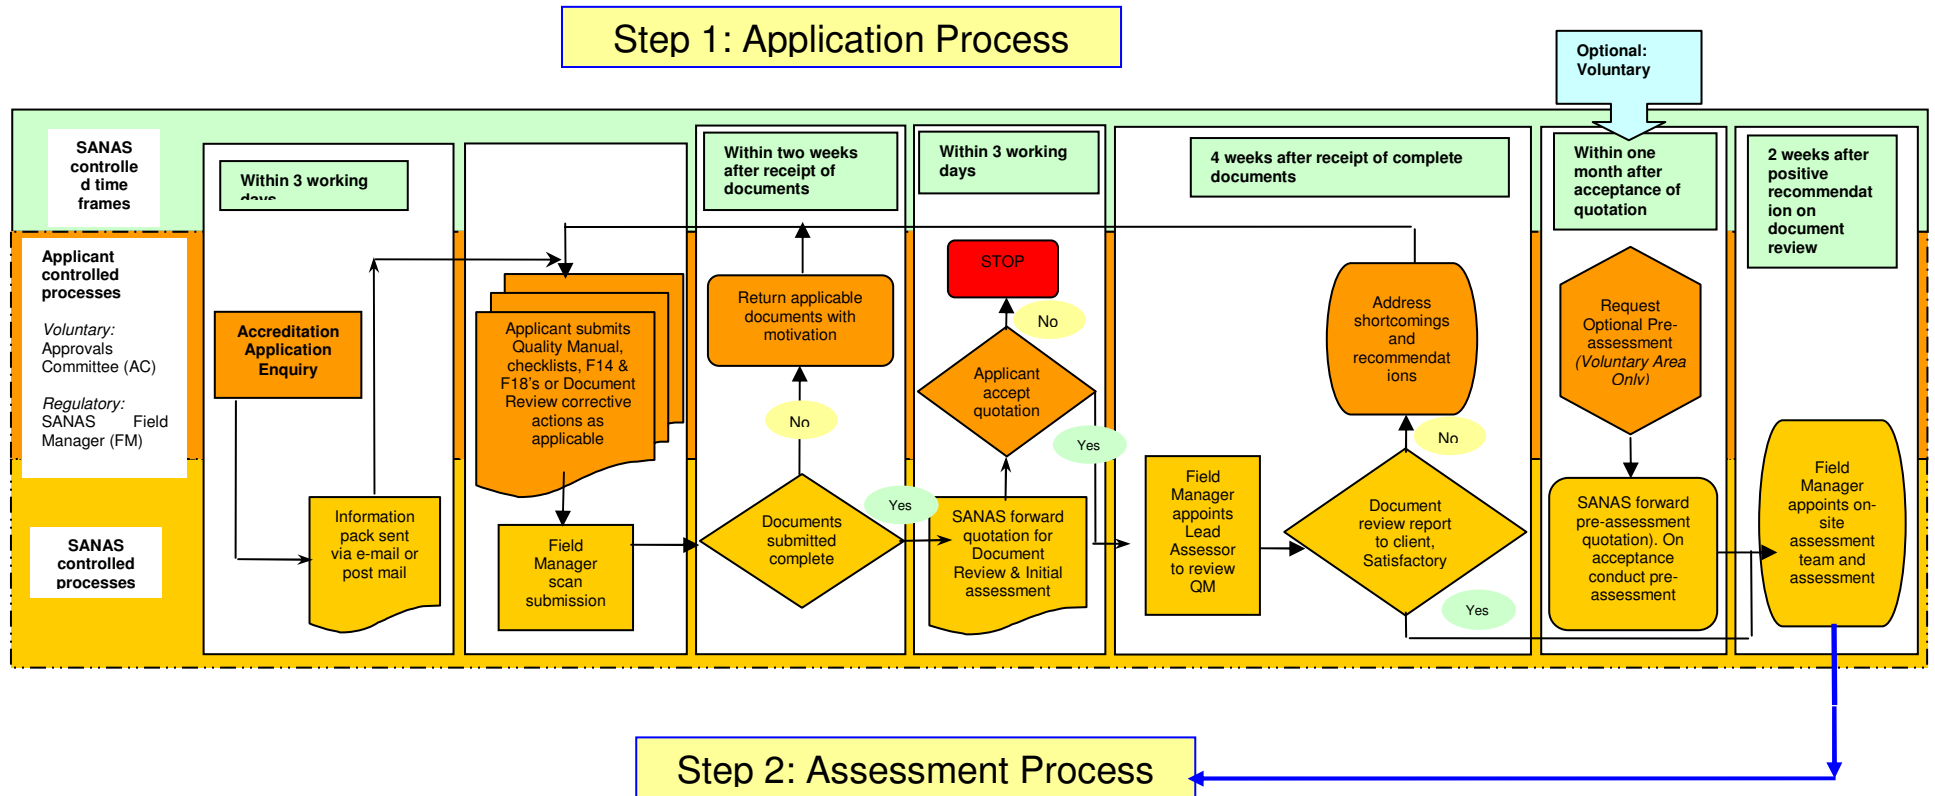 Step 1: Application Process
Optional:
Voluntary
SANAS
controlle
d time
frames
Within 3 working
days
Within two weeks
after receipt of
documents
Within 3 working
days
4 weeks after receipt of complete
documents
Within one
month after
acceptance of
quotation
2 weeks after
positive
recommendat
ion on
document
review
Applicant
controlled
processes
Voluntary:
Approvals
Committee (AC)
Regulatory:
SANAS Field
Manager (FM)
SANAS
controlled
processes
Accreditation
Application
Enquiry
Information
pack sent
via e-mail or
post mail
Applicant submits
Quality Manual,
checklists, F14 &
F18's or Document
Review corrective
actions as
applicable
Field
Manager
scan
submission
Return applicable
documents with
motivation
No
Documents
submitted
complete
Yes
STOP
No
Applicant
accept
quotation
Yes
SANAS forward
quotation for
Document
Review & Initial
assessment
Field
Manager
appoints
Lead
Assessor
to review
QM
Address
shortcomings
and
recommendat
ions
No
Document
review report
to client,
Satisfactory
Yes
Request
Optional Pre-
assessment
(Voluntary Area
Only)
SANAS forward
pre-assessment
quotation). On
acceptance
conduct pre-
assessment
Field
Manager
appoints on-
site
assessment
team and
assessment
Step 2: Assessment Process